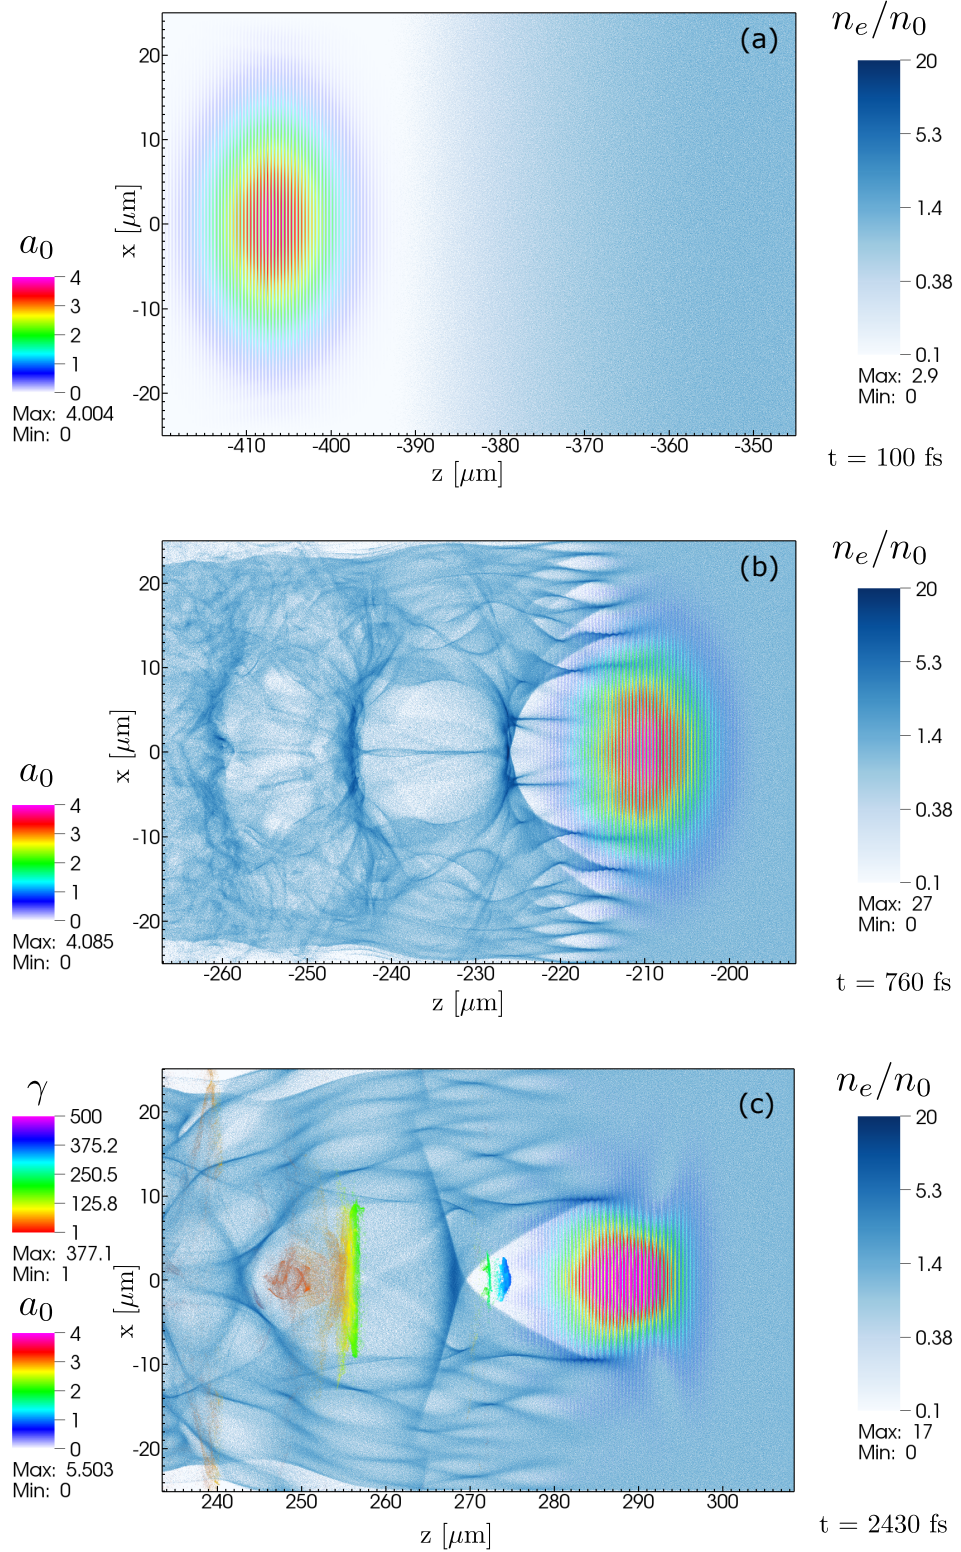 (a)
n_e/n_0
20
5.3
1.4
0.38
0.1
Max: 2.9
Min: 0
a_0
4
3
2
1
0
Max: 4.004
Min: 0
x [μm]
20
10
0
-10
-20
-410 -400 -390 -380 -370 -360 -350
z [μm]
t = 100 fs
(b)
n_e/n_0
20
5.3
1.4
0.38
0.1
Max: 27
Min: 0
a_0
4
3
2
1
0
Max: 4.085
Min: 0
x [μm]
20
10
0
-10
-20
-260 -250 -240 -230 -220 -210 -200
z [μm]
t = 760 fs
(c)
γ
500
375.2
250.5
125.8
1
Max: 377.1
Min: 1
a_0
4
3
2
1
0
Max: 5.503
Min: 0
n_e/n_0
20
5.3
1.4
0.38
0.1
Max: 17
Min: 0
x [μm]
20
10
0
-10
-20
240 250 260 270 280 290 300
z [μm]
t = 2430 fs